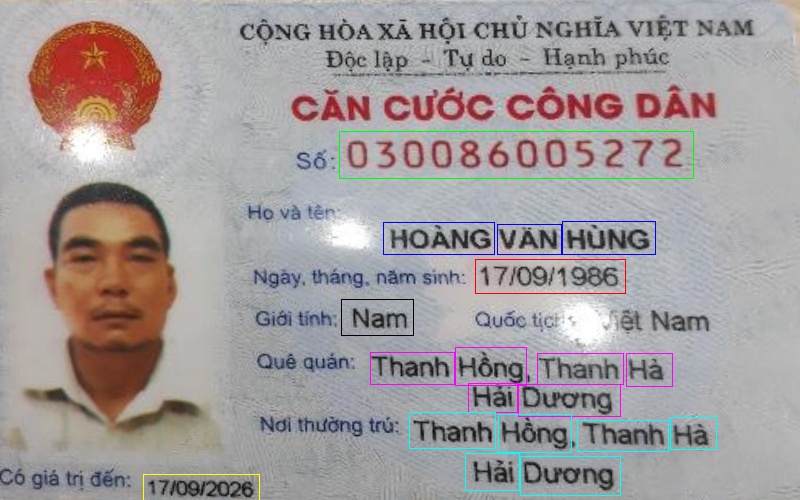 CỘNG HÒA XÃ HỘI CHỦ NGHĨA VIỆT NAM
Độc lập - Tự do - Hạnh phúc
CĂN CƯỚC CÔNG DÂN
Số: 030086005272
Họ và tên:
HOÀNG VĂN HÙNG
Ngày, tháng, năm sinh: 17/09/1986
Giới tính: Nam Quốc tịch: Việt Nam
Quê quán: Thanh Hồng, Thanh Hà
Hải Dương
Nơi thường trú: Thanh Hồng, Thanh Hà
Hải Dương
Có giá trị đến: 17/09/2026